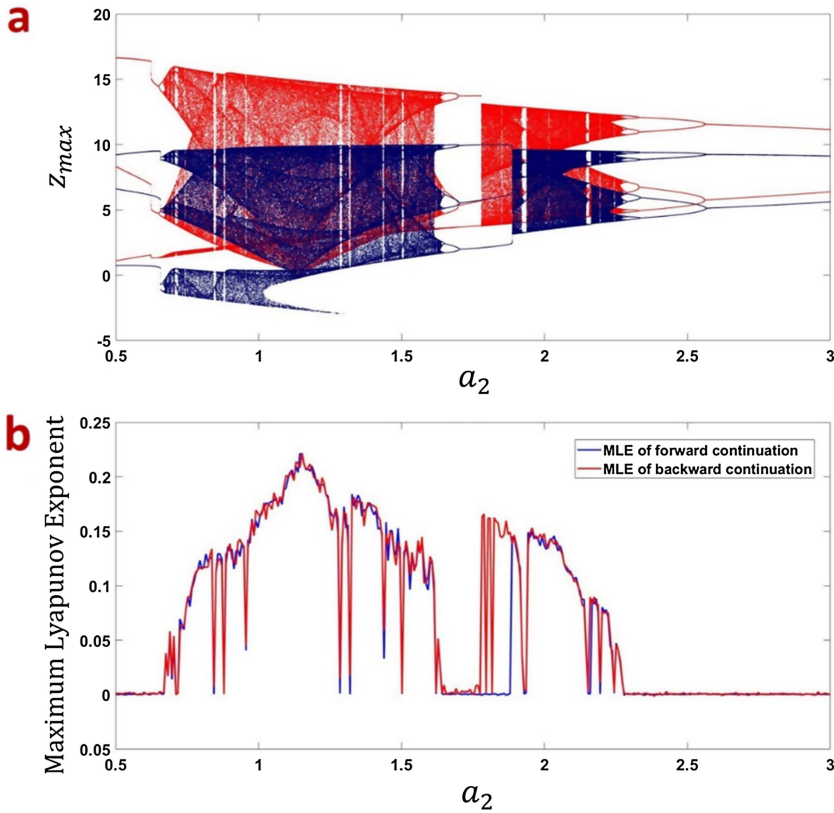 a
20
15
10
5
0
-5
z_max
0.5 1 1.5 2 2.5 3
a_2
b
0.25
0.2
0.15
0.1
0.05
0
0.05
Maximum Lyapunov Exponent
MLE of forward continuation
MLE of backward continuation
0.5 1 1.5 2 2.5 3
a_2